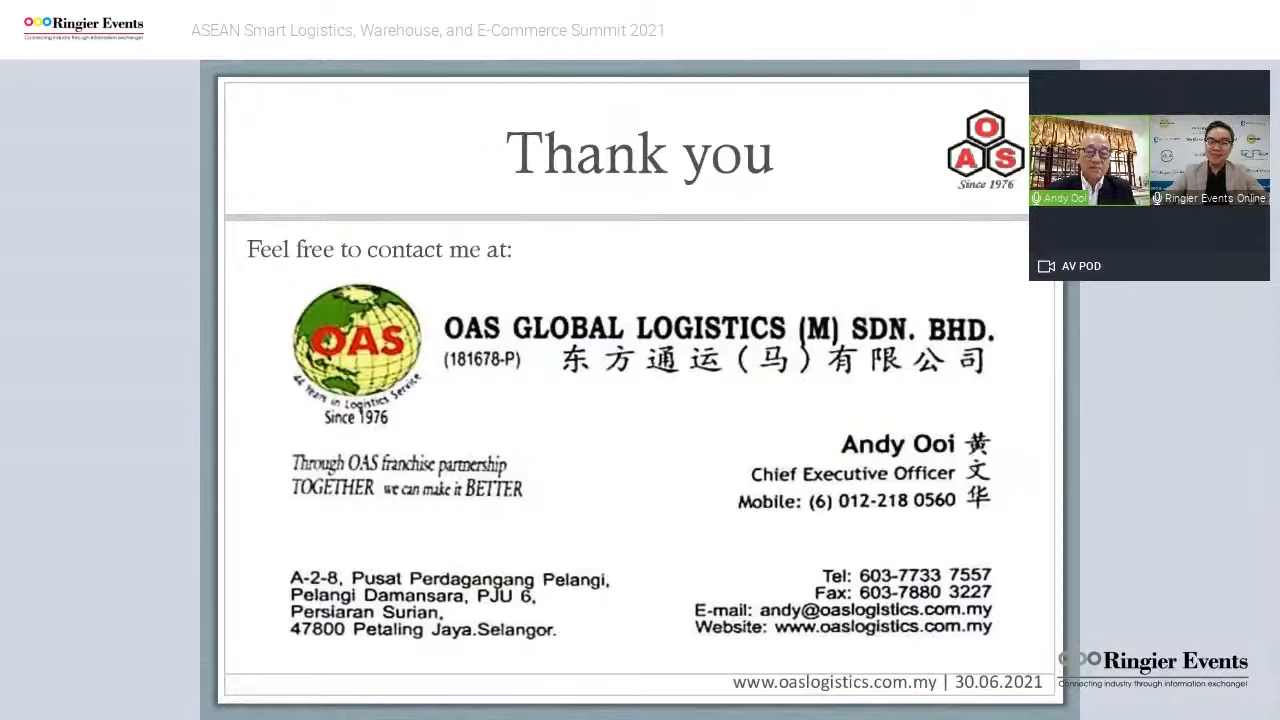 Ringier Events
Connecting industry through information exchange!
ASEAN Smart Logistics, Warehouse, and E-Commerce Summit 2021
Thank you
OAS
Since 1976
Andy Ooi
Ringier Events Online
AV POD
Feel free to contact me at:
OAS
44 Years in Logistics Service
Since 1976
OAS GLOBAL LOGISTICS (M) SDN. BHD.
(181678-P) 东方通运（马）有限公司
Through OAS franchise partnership
TOGETHER we can make it BETTER
Andy Ooi 黄文华
Chief Executive Officer
Mobile: (6) 012-218 0560
A-2-8, Pusat Perdagangang Pelangi,
Pelangi Damansara, PJU 6,
Persiaran Surian,
47800 Petaling Jaya.Selangor.
Tel: 603-7733 7557
Fax: 603-7880 3227
E-mail: andy@oaslogistics.com.my
Website: www.oaslogistics.com.my
www.oaslogistics.com.my | 30.06.2021
Ringier Events
Connecting industry through information exchange!